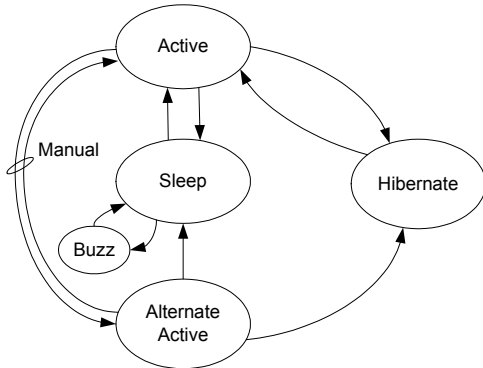 Active
Manual
Sleep
Hibernate
Buzz
Alternate
Active